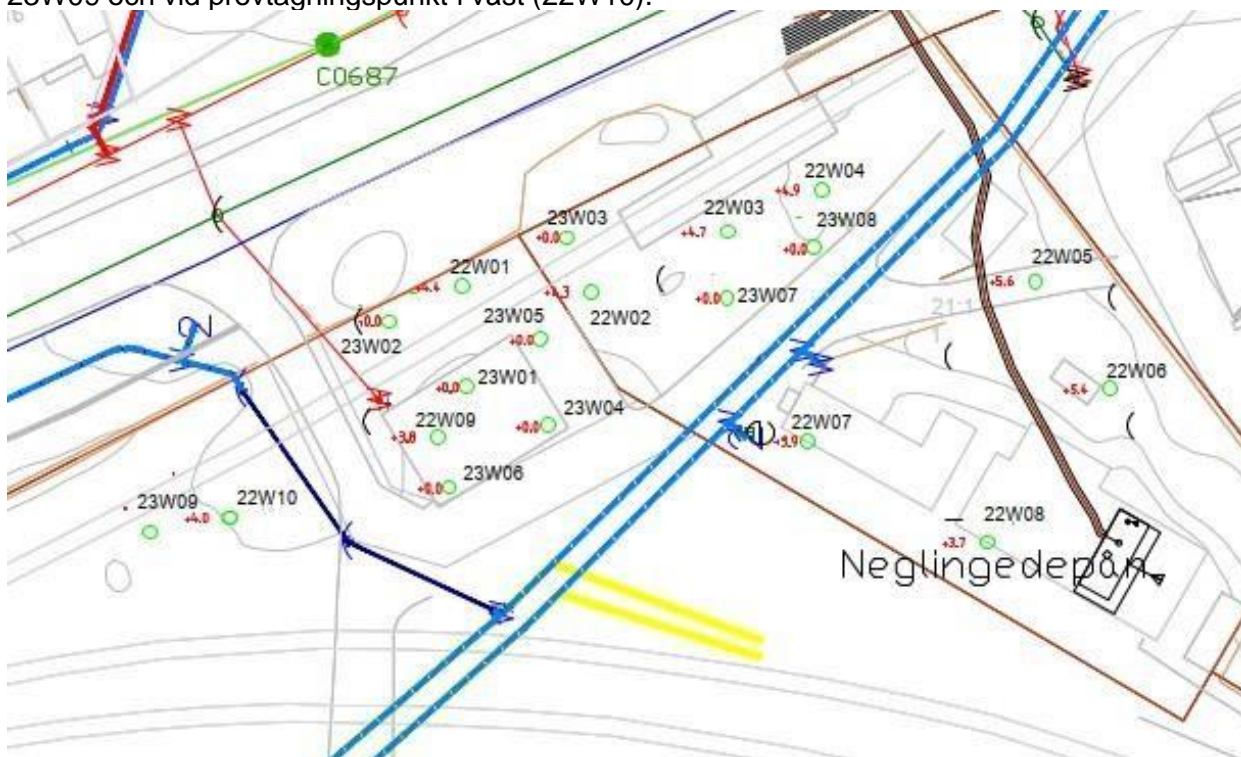 23W09 och vid provtagningspunkt i väst (22W10).
C0687
22W04
+4.9
23W03
+0.0
22W03
+4.7
23W08
+0.0
22W01
+4.4
22W05
+5.6
+4.3
22W02
+0.0
23W07
21:1
23W05
+0.0
+0.0
23W02
+0.0
23W01
22W06
+5.4
23W04
+0.0
22W09
+3.8
22W07
23W06
+0.0
23W09
22W10
+4.0
22W08
+3.7
Neglingedepån